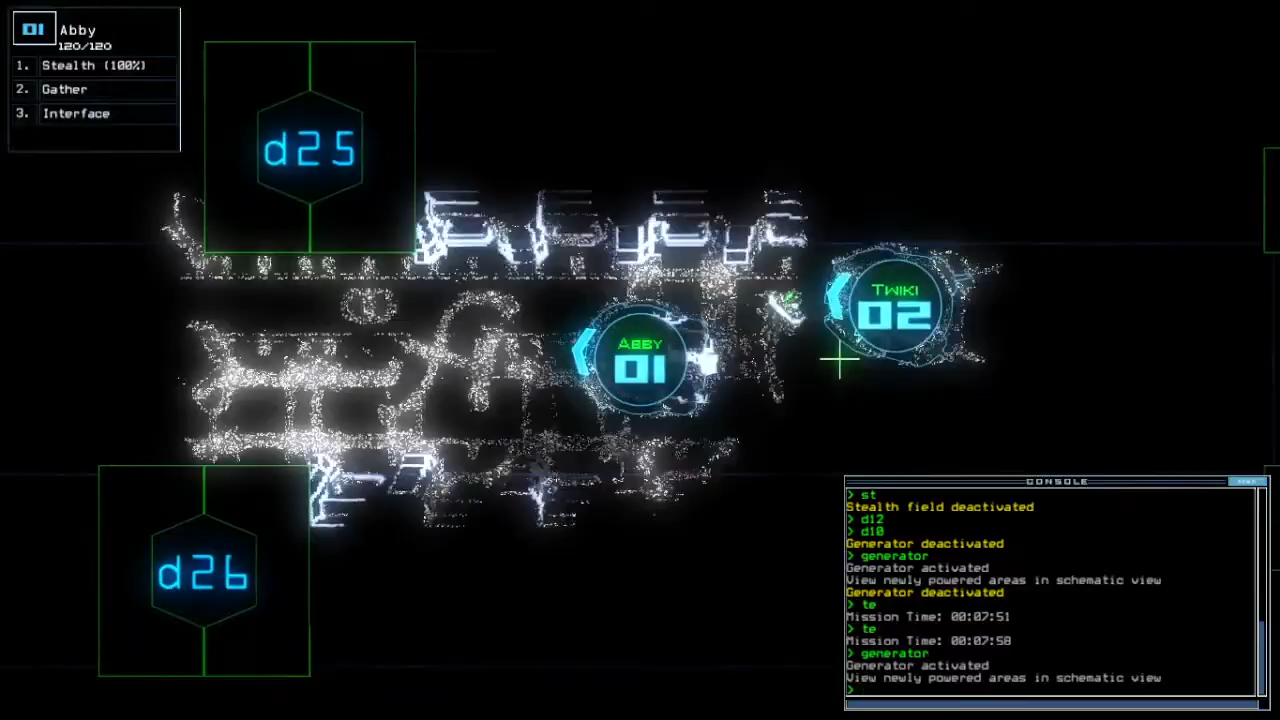 01 Abby
120/120
1. Stealth (100%)
2. Gather
3. Interface
d25
TWIKI
02
ABBY
01
d26
CONSOLE
> st
Stealth field deactivated
> d12
> d10
Generator deactivated
> generator
Generator activated
View newly powered areas in schematic view
Generator deactivated
> te
Mission Time: 00:07:51
> te
Mission Time: 00:07:58
> generator
Generator activated
View newly powered areas in schematic view
>